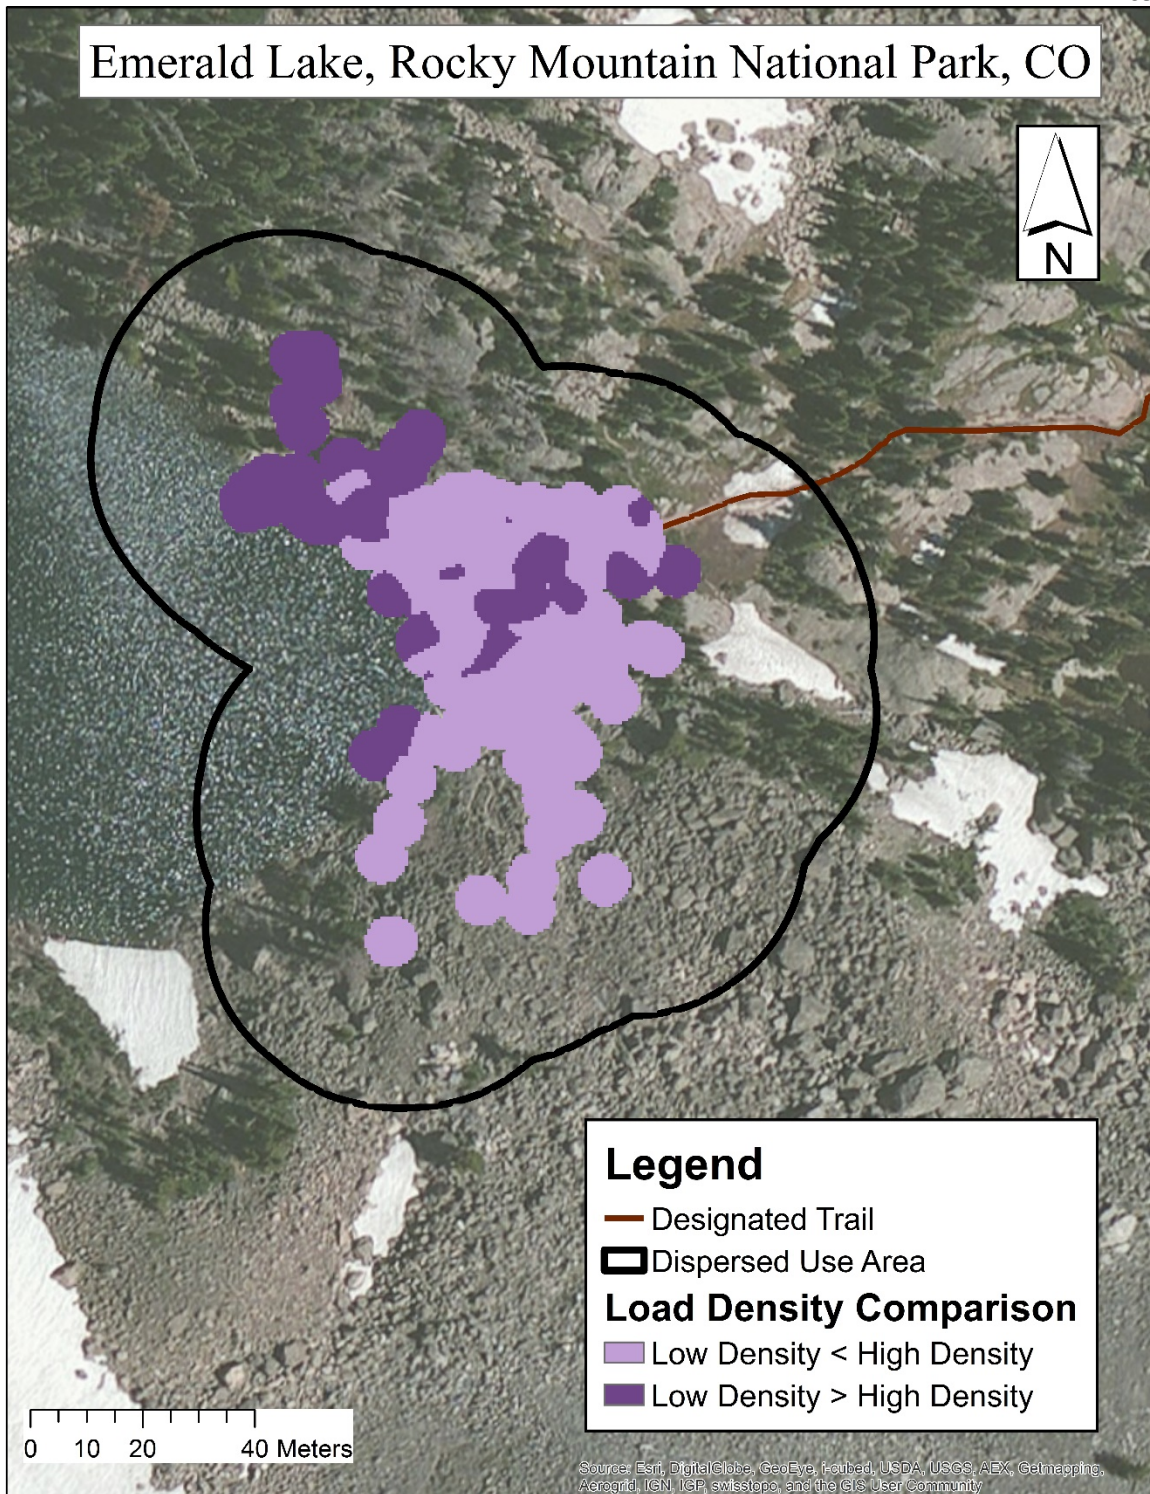 Emerald Lake, Rocky Mountain National Park, CO
N
Legend
Designated Trail
Dispersed Use Area
Load Density Comparison
Low Density < High Density
Low Density > High Density
0 10 20 40 Meters
Source: Esri, DigitalGlobe, GeoEye, i-cubed, USDA, USGS, AEX, Getmapping,
Aerogrid, IGN, IGP, swisstopo, and the GIS User Community